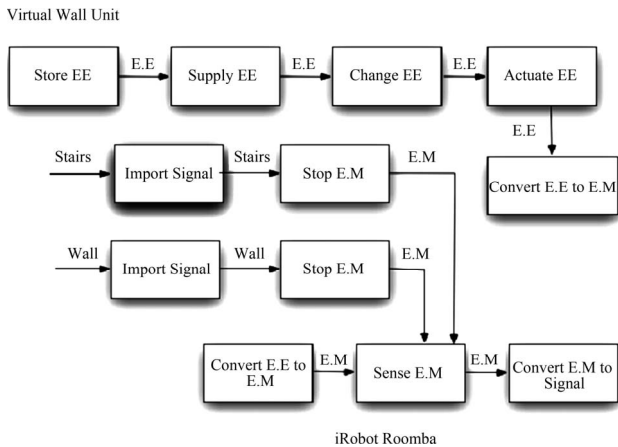 Virtual Wall Unit
E.E E.E E.E
Store EE Supply EE Change EE Actuate EE
E.E
Stairs Stairs E.M
Import Signal Stop E.M Convert E.E to E.M
Wall Wall E.M
Import Signal Stop E.M
E.M E.M
Convert E.E to
E.M
Sense E.M
Convert E.M to
Signal
iRobot Roomba